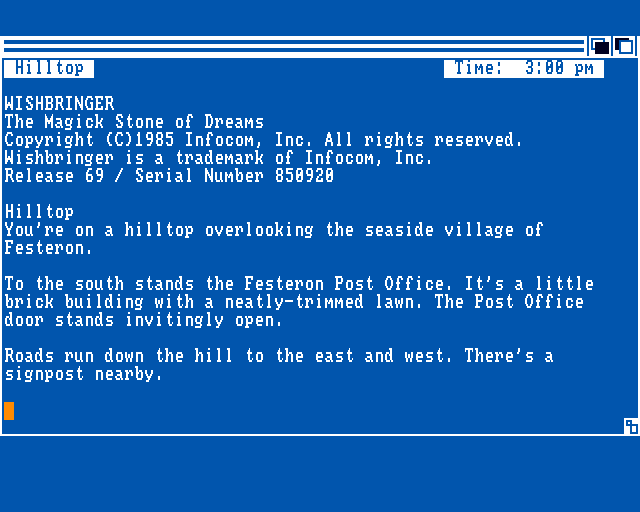 Hilltop Time: 3:00 pm
WISHBRINGER
The Magick Stone of Dreams
Copyright (C)1985 Infocom, Inc. All rights reserved.
Wishbringer is a trademark of Infocom, Inc.
Release 69 / Serial Number 850920
Hilltop
You're on a hilltop overlooking the seaside village of
Festeron.
To the south stands the Festeron Post Office. It's a little
brick building with a neatly-trimmed lawn. The Post Office
door stands invitingly open.
Roads run down the hill to the east and west. There's a
signpost nearby.